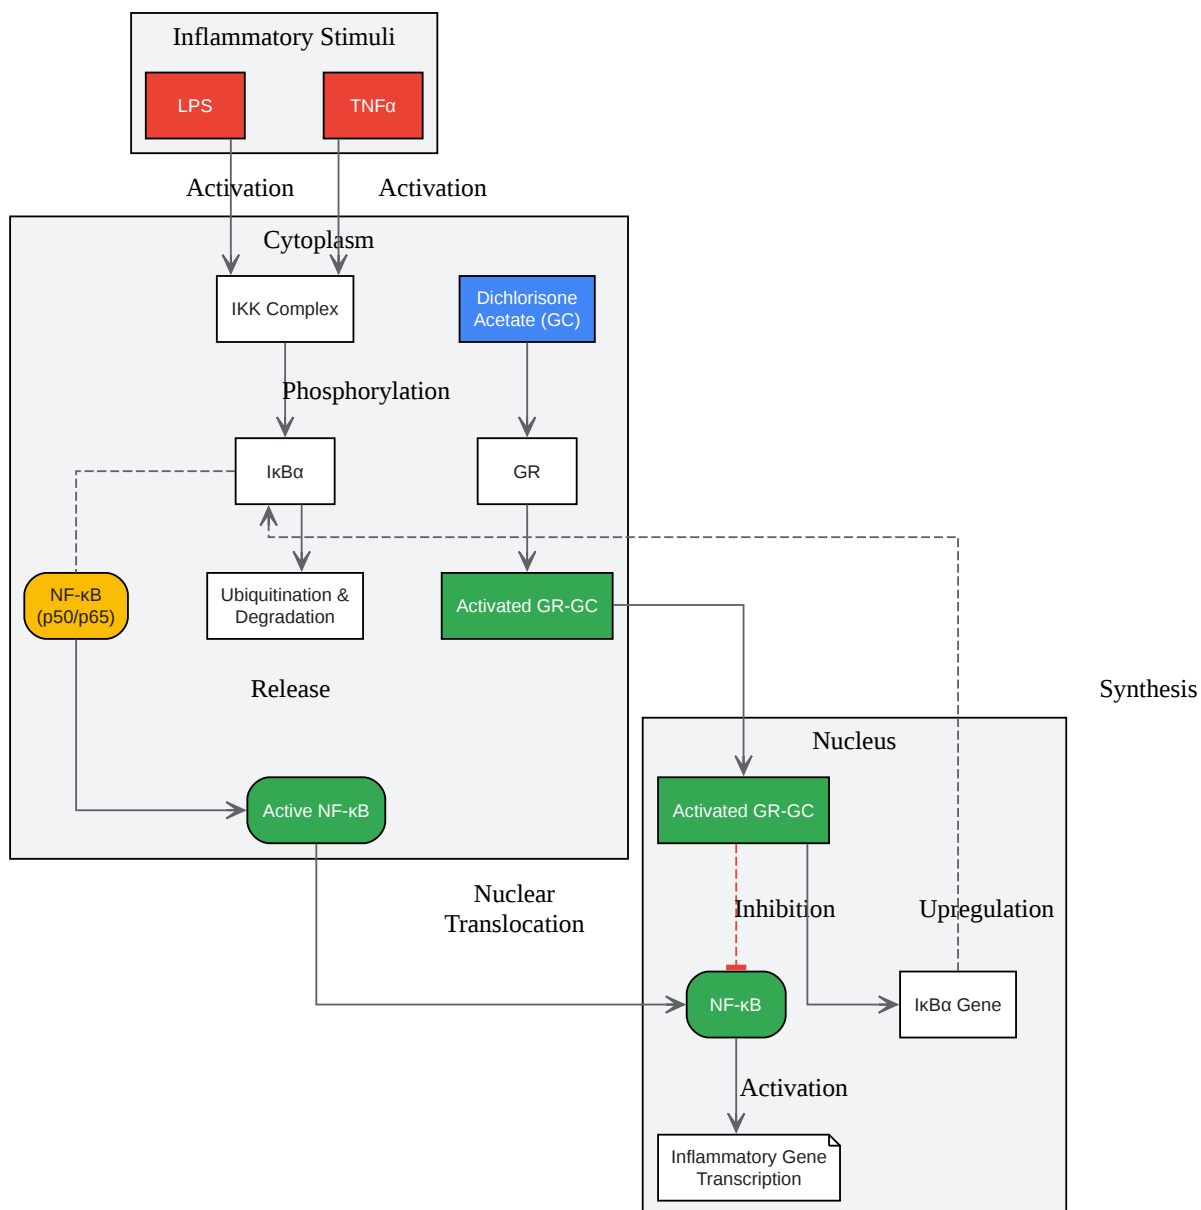 Inflammatory Stimuli
LPS
TNFα
Activation
Activation
Cytoplasm
IKK Complex
Dichlorisone
Acetate (GC)
Phosphorylation
IκBα
GR
NF-κB
(p50/p65)
Ubiquitination &
Degradation
Activated GR-GC
Release
Synthesis
Nucleus
Active NF-κB
Activated GR-GC
Nuclear
Translocation
Inhibition
Upregulation
NF-κB
IκBα Gene
Activation
Inflammatory Gene
Transcription